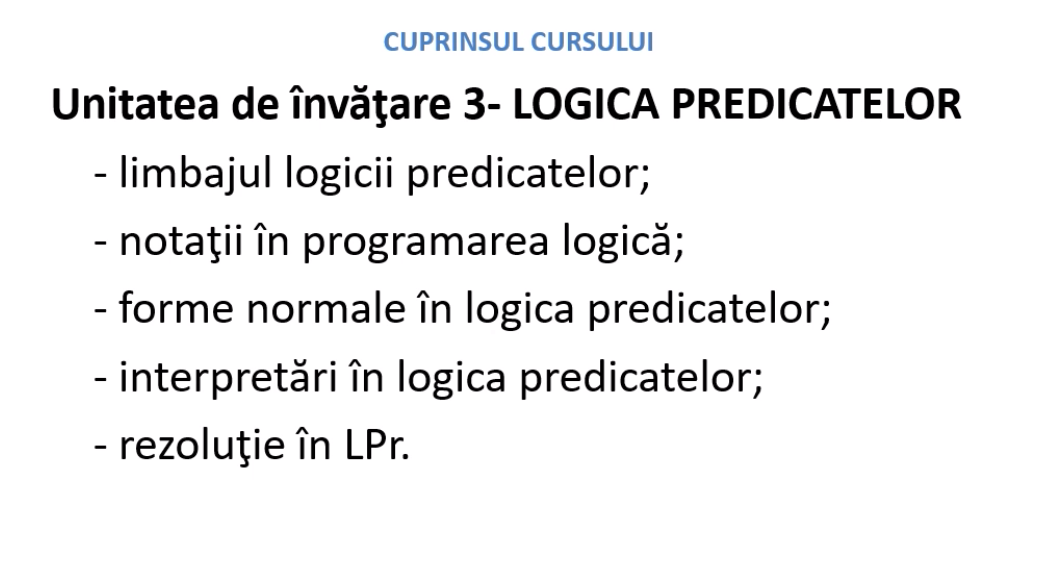 CUPRINSUL CURSULUI
Unitatea de învăţare 3- LOGICA PREDICATELOR
- limbajul logicii predicatelor;
- notaţii în programarea logică;
- forme normale în logica predicatelor;
- interpretări în logica predicatelor;
- rezoluţie în LPr.